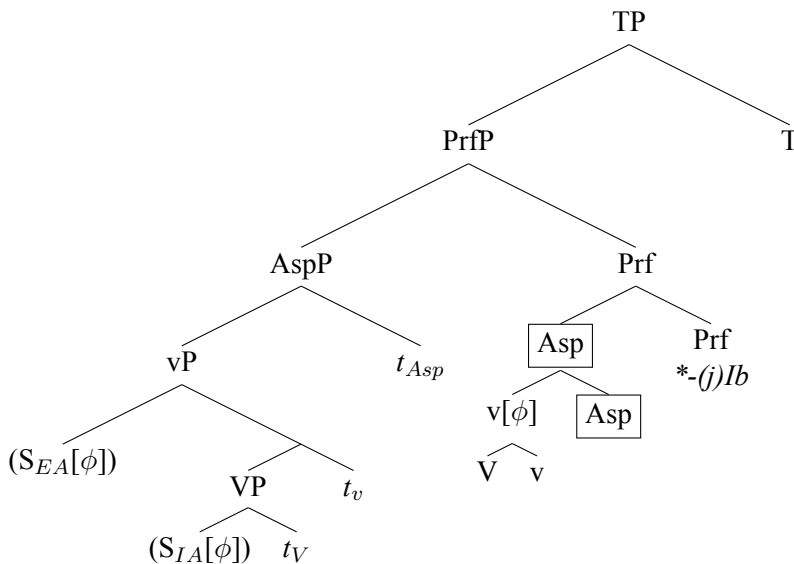 TP
PrfP T
AspP Prf
vP t_Asp Asp Prf
*-(j)Ib
(S_EA[ϕ]) v[ϕ] Asp
VP t_v V v
(S_IA[ϕ]) t_V